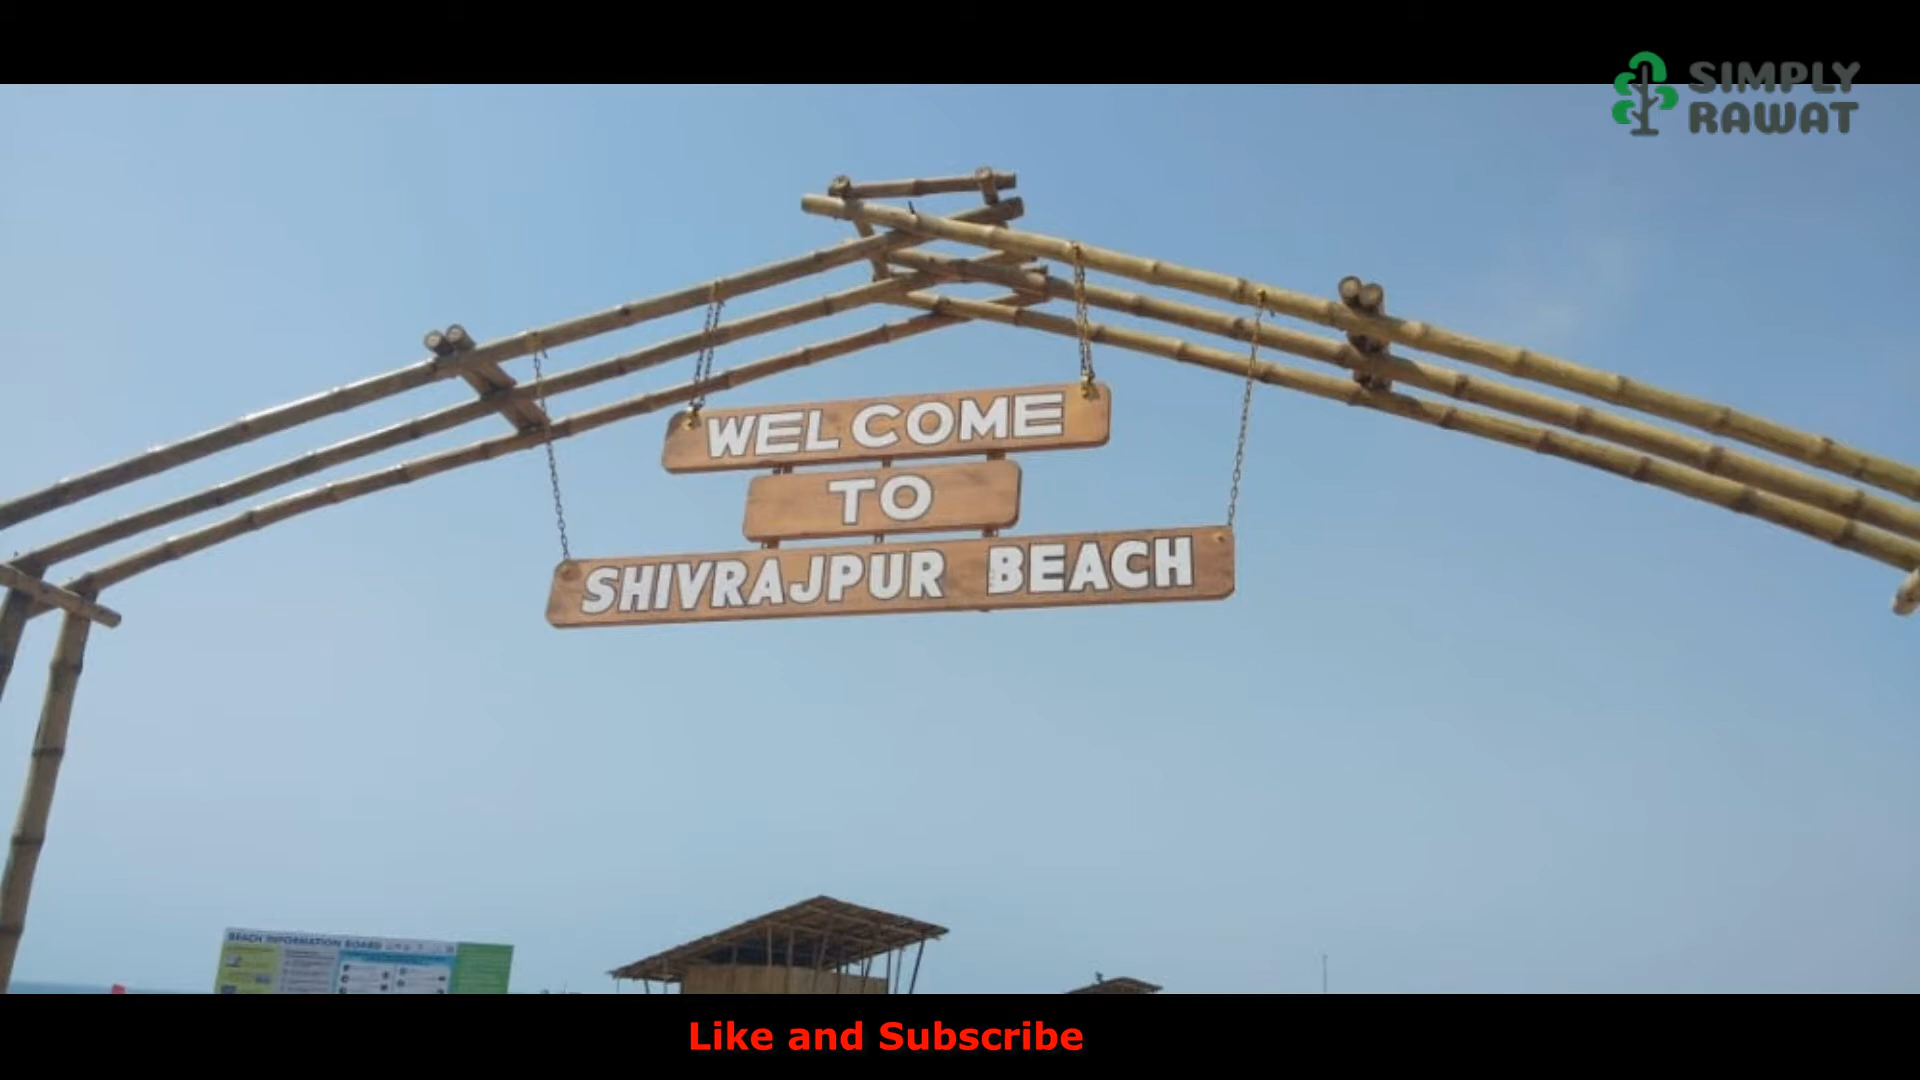 SIMPLY
RAWAT
WELCOME
TO
SHIVRAJPUR BEACH
BEACH INFORMATION BOARD
Like and Subscribe